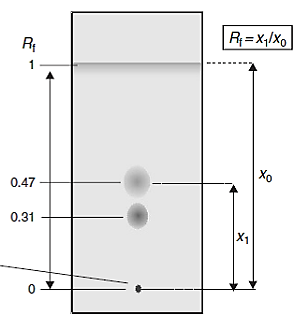 Rf
Rf = x1/x0
1
0.47
x0
0.31
x1
0